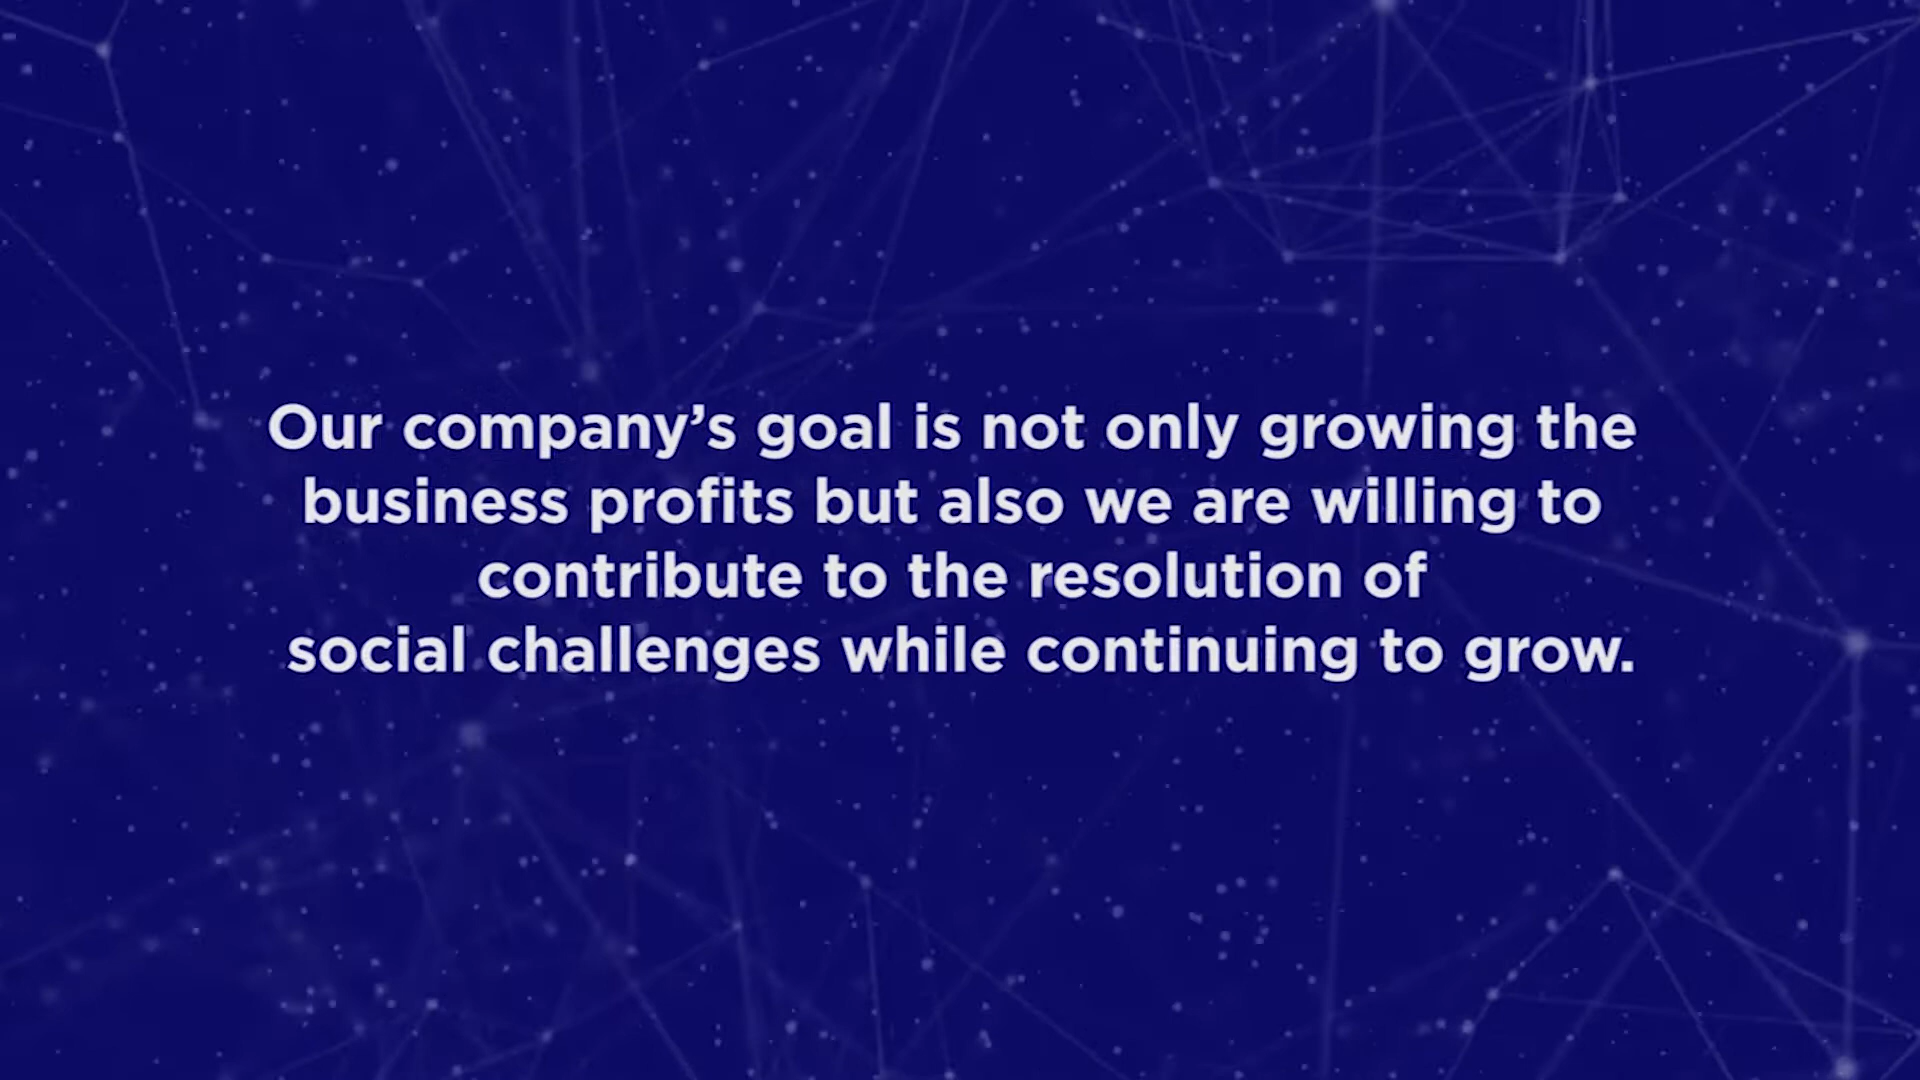 Our company’s goal is not only growing the
business profits but also we are willing to
contribute to the resolution of
social challenges while continuing to grow.